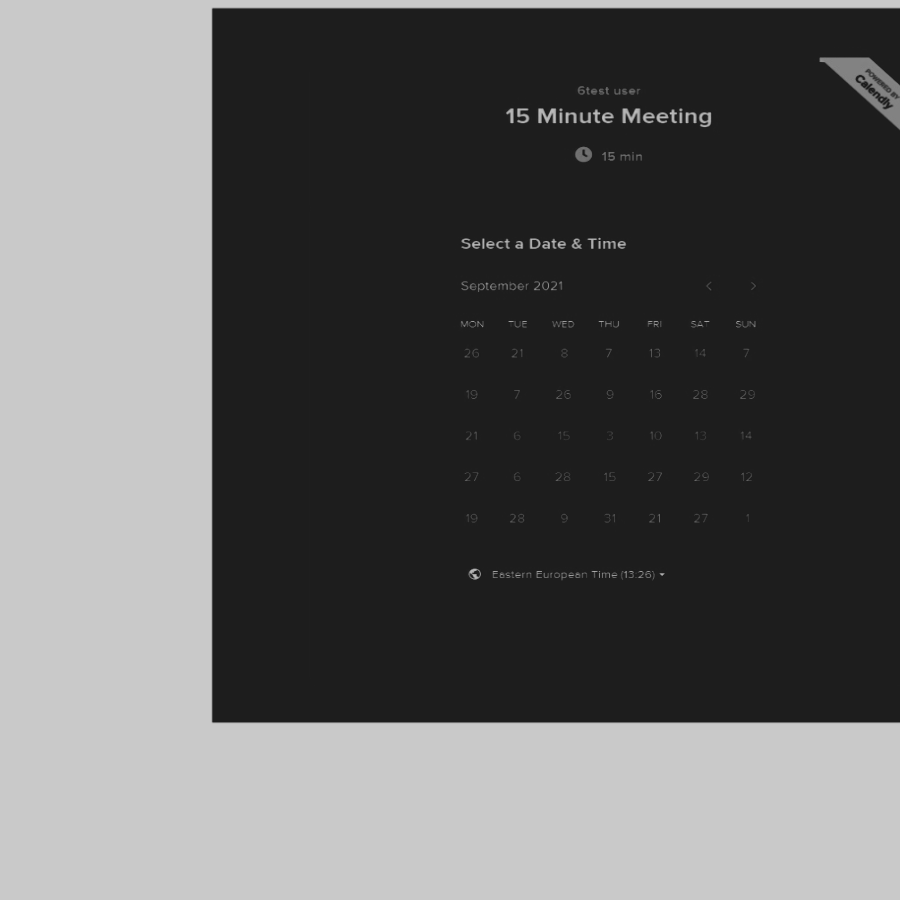 POWERED BY
Calendly
6test user
15 Minute Meeting
15 min
Select a Date & Time
September 2021
MON TUE WED THU FRI SAT SUN
26 21 8 7 13 14 7
19 7 26 9 16 28 29
21 6 15 3 10 13 14
27 6 28 15 27 29 12
19 28 9 31 21 27 1
Eastern European Time (13:26)